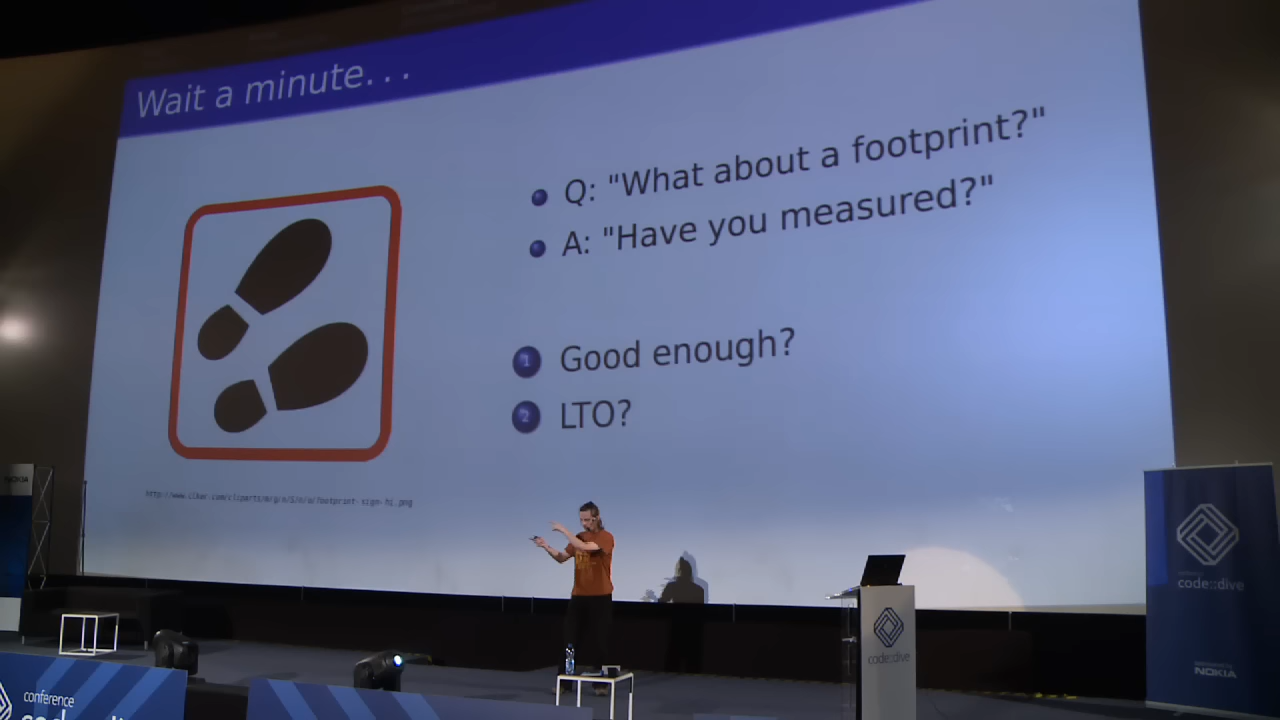 Wait a minute...
Q: "What about a footprint?"
A: "Have you measured?"
1 Good enough?
2 LTO?
NOKIA
code::dive
code::dive
NOKIA
conference